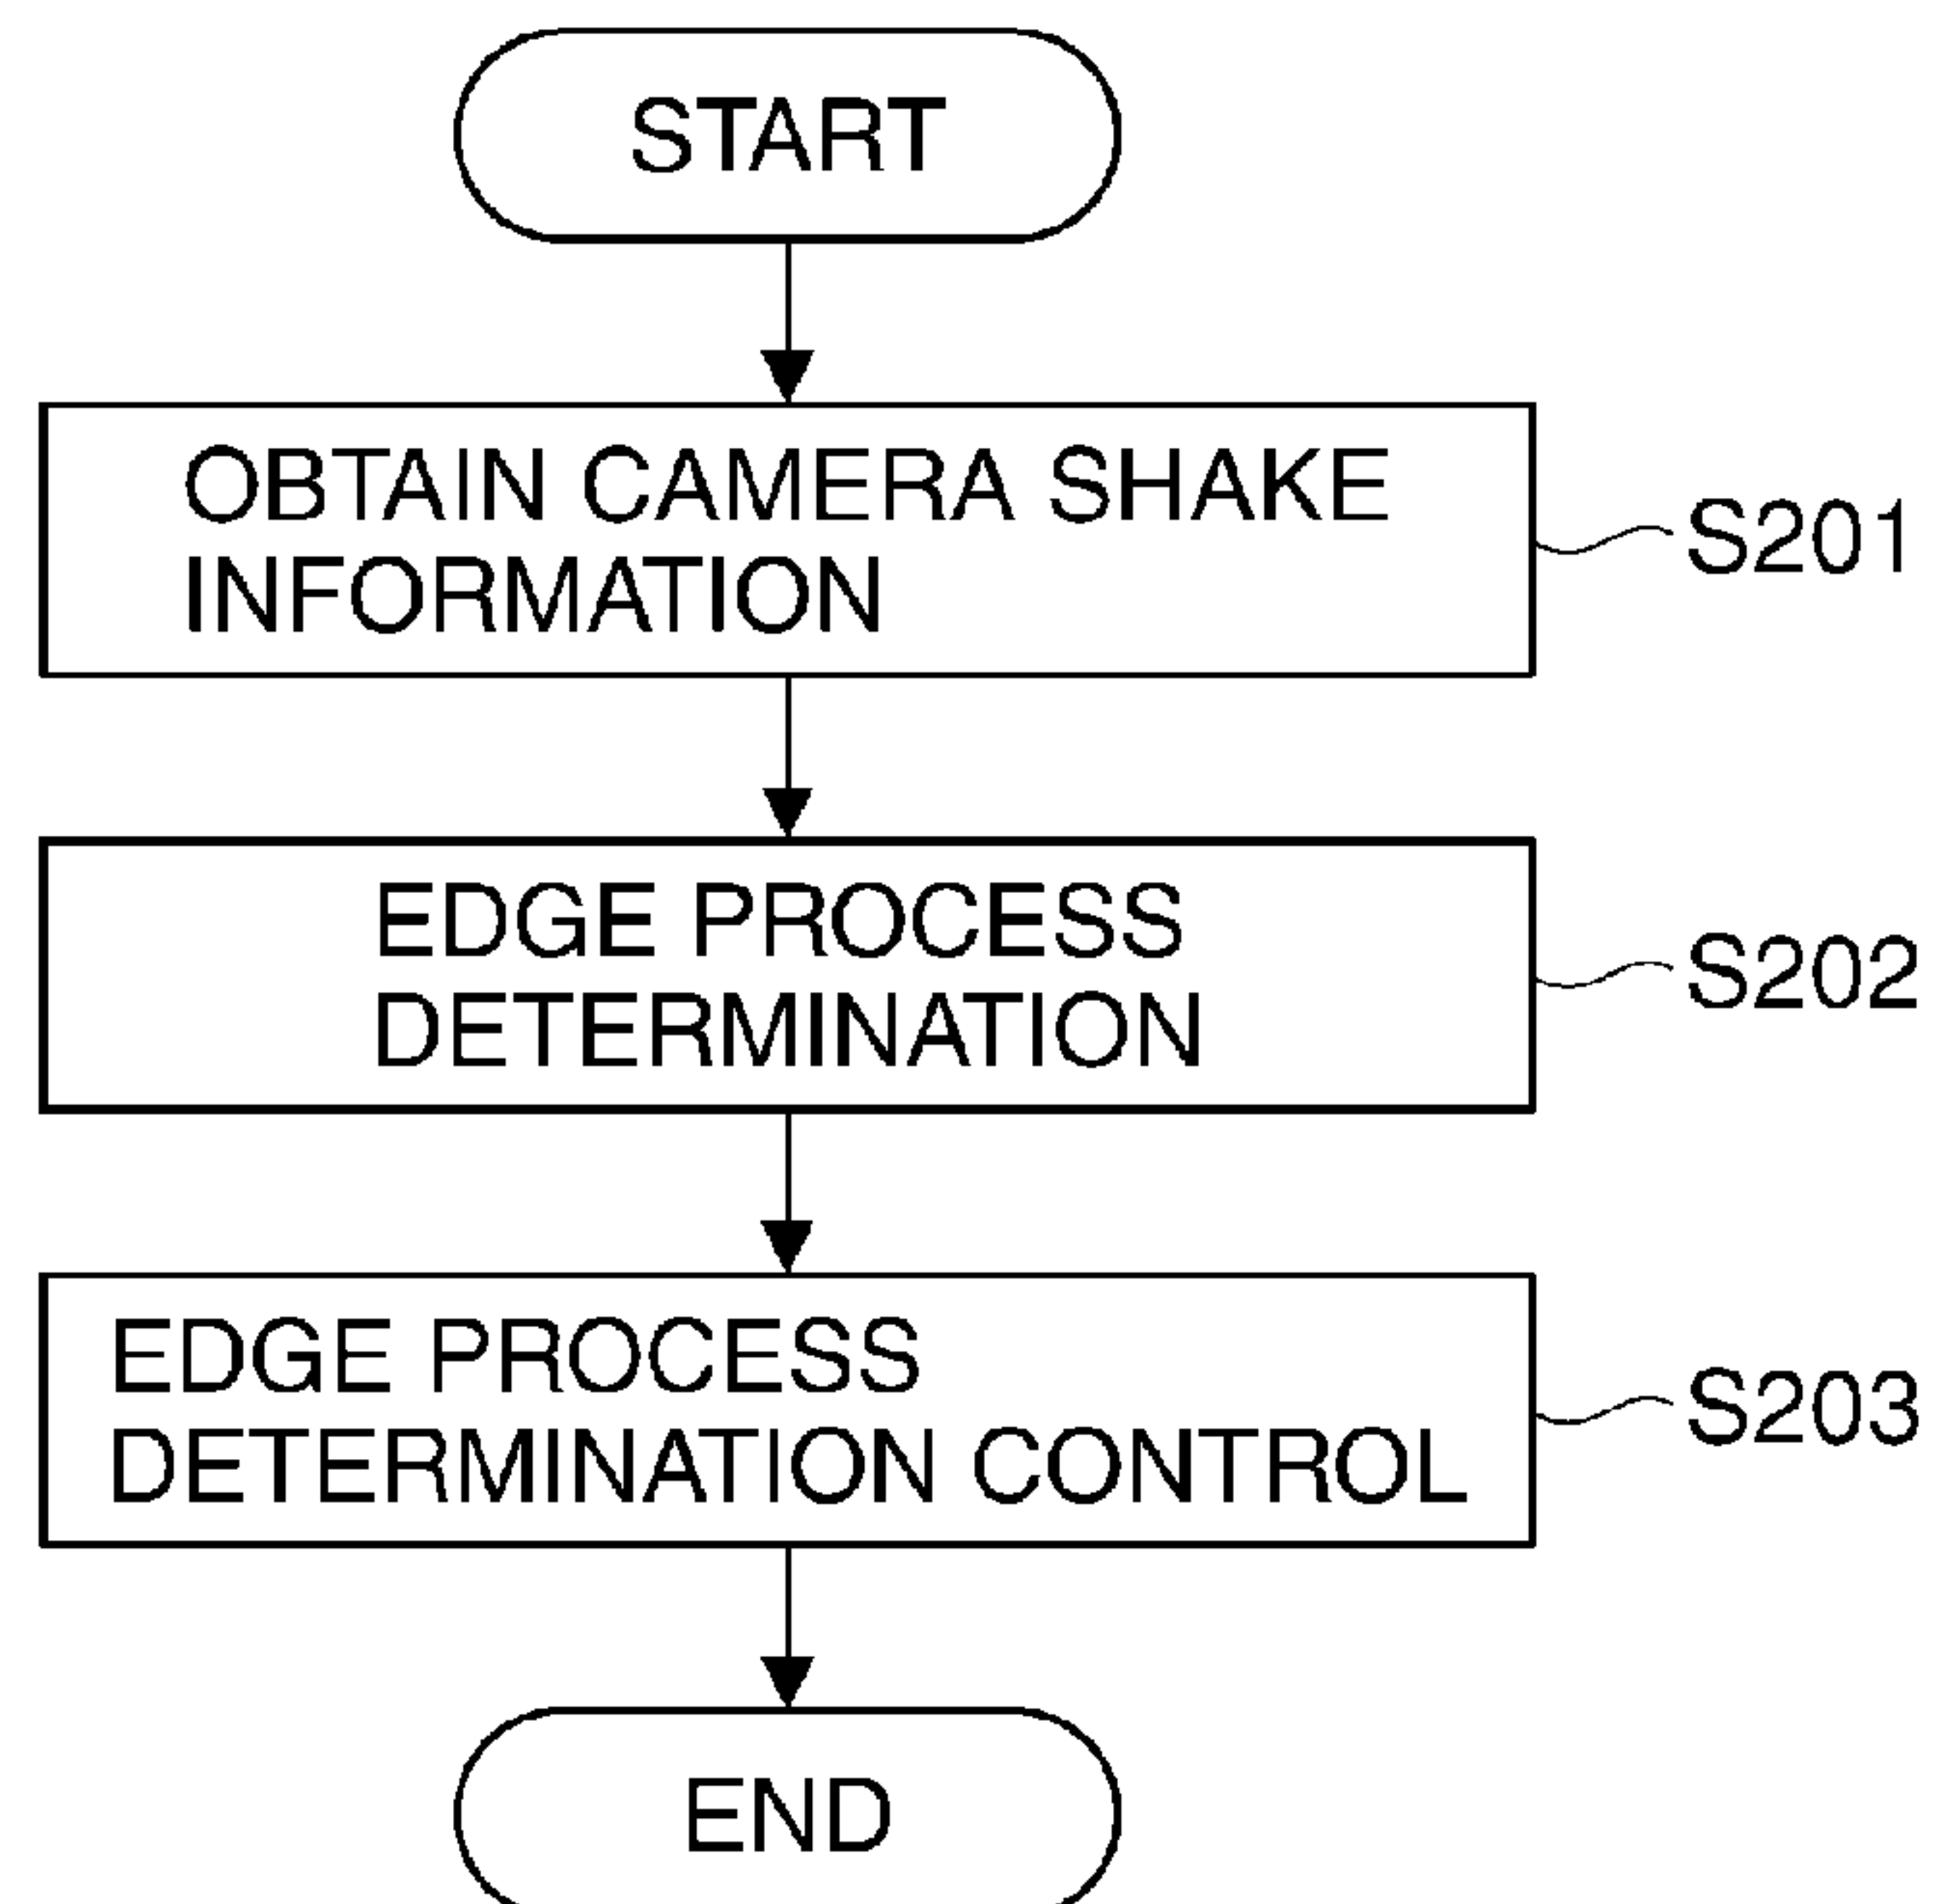 START
OBTAIN CAMERA SHAKE
INFORMATION
S201
EDGE PROCESS
DETERMINATION
S202
EDGE PROCESS
DETERMINATION CONTROL
S203
END